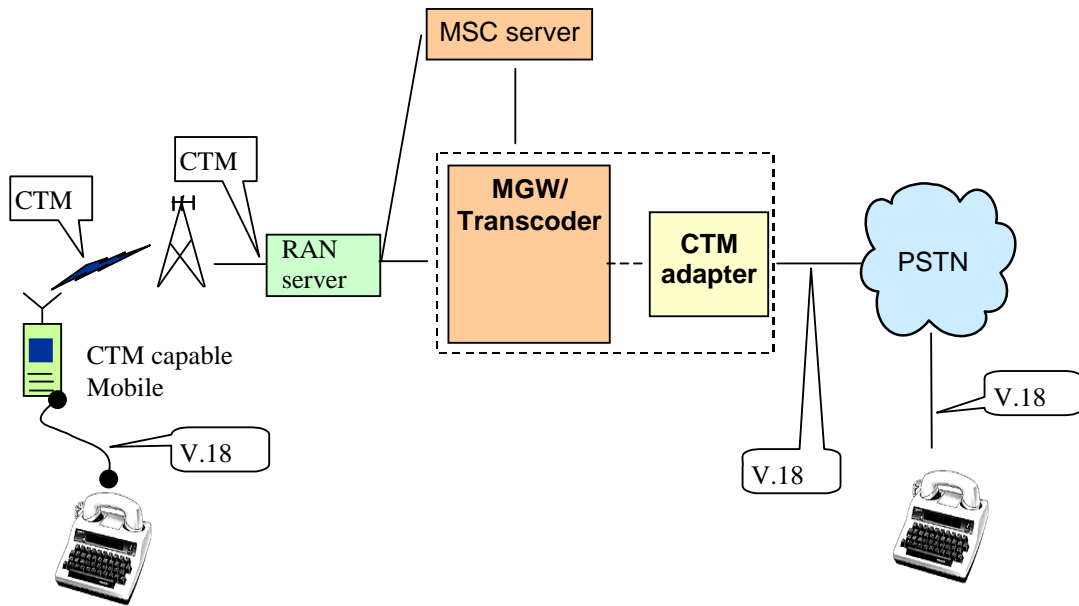 MSC server
CTM
CTM
MGW/
Transcoder
RAN
server
CTM
adapter
PSTN
CTM capable
Mobile
V.18
V.18
V.18